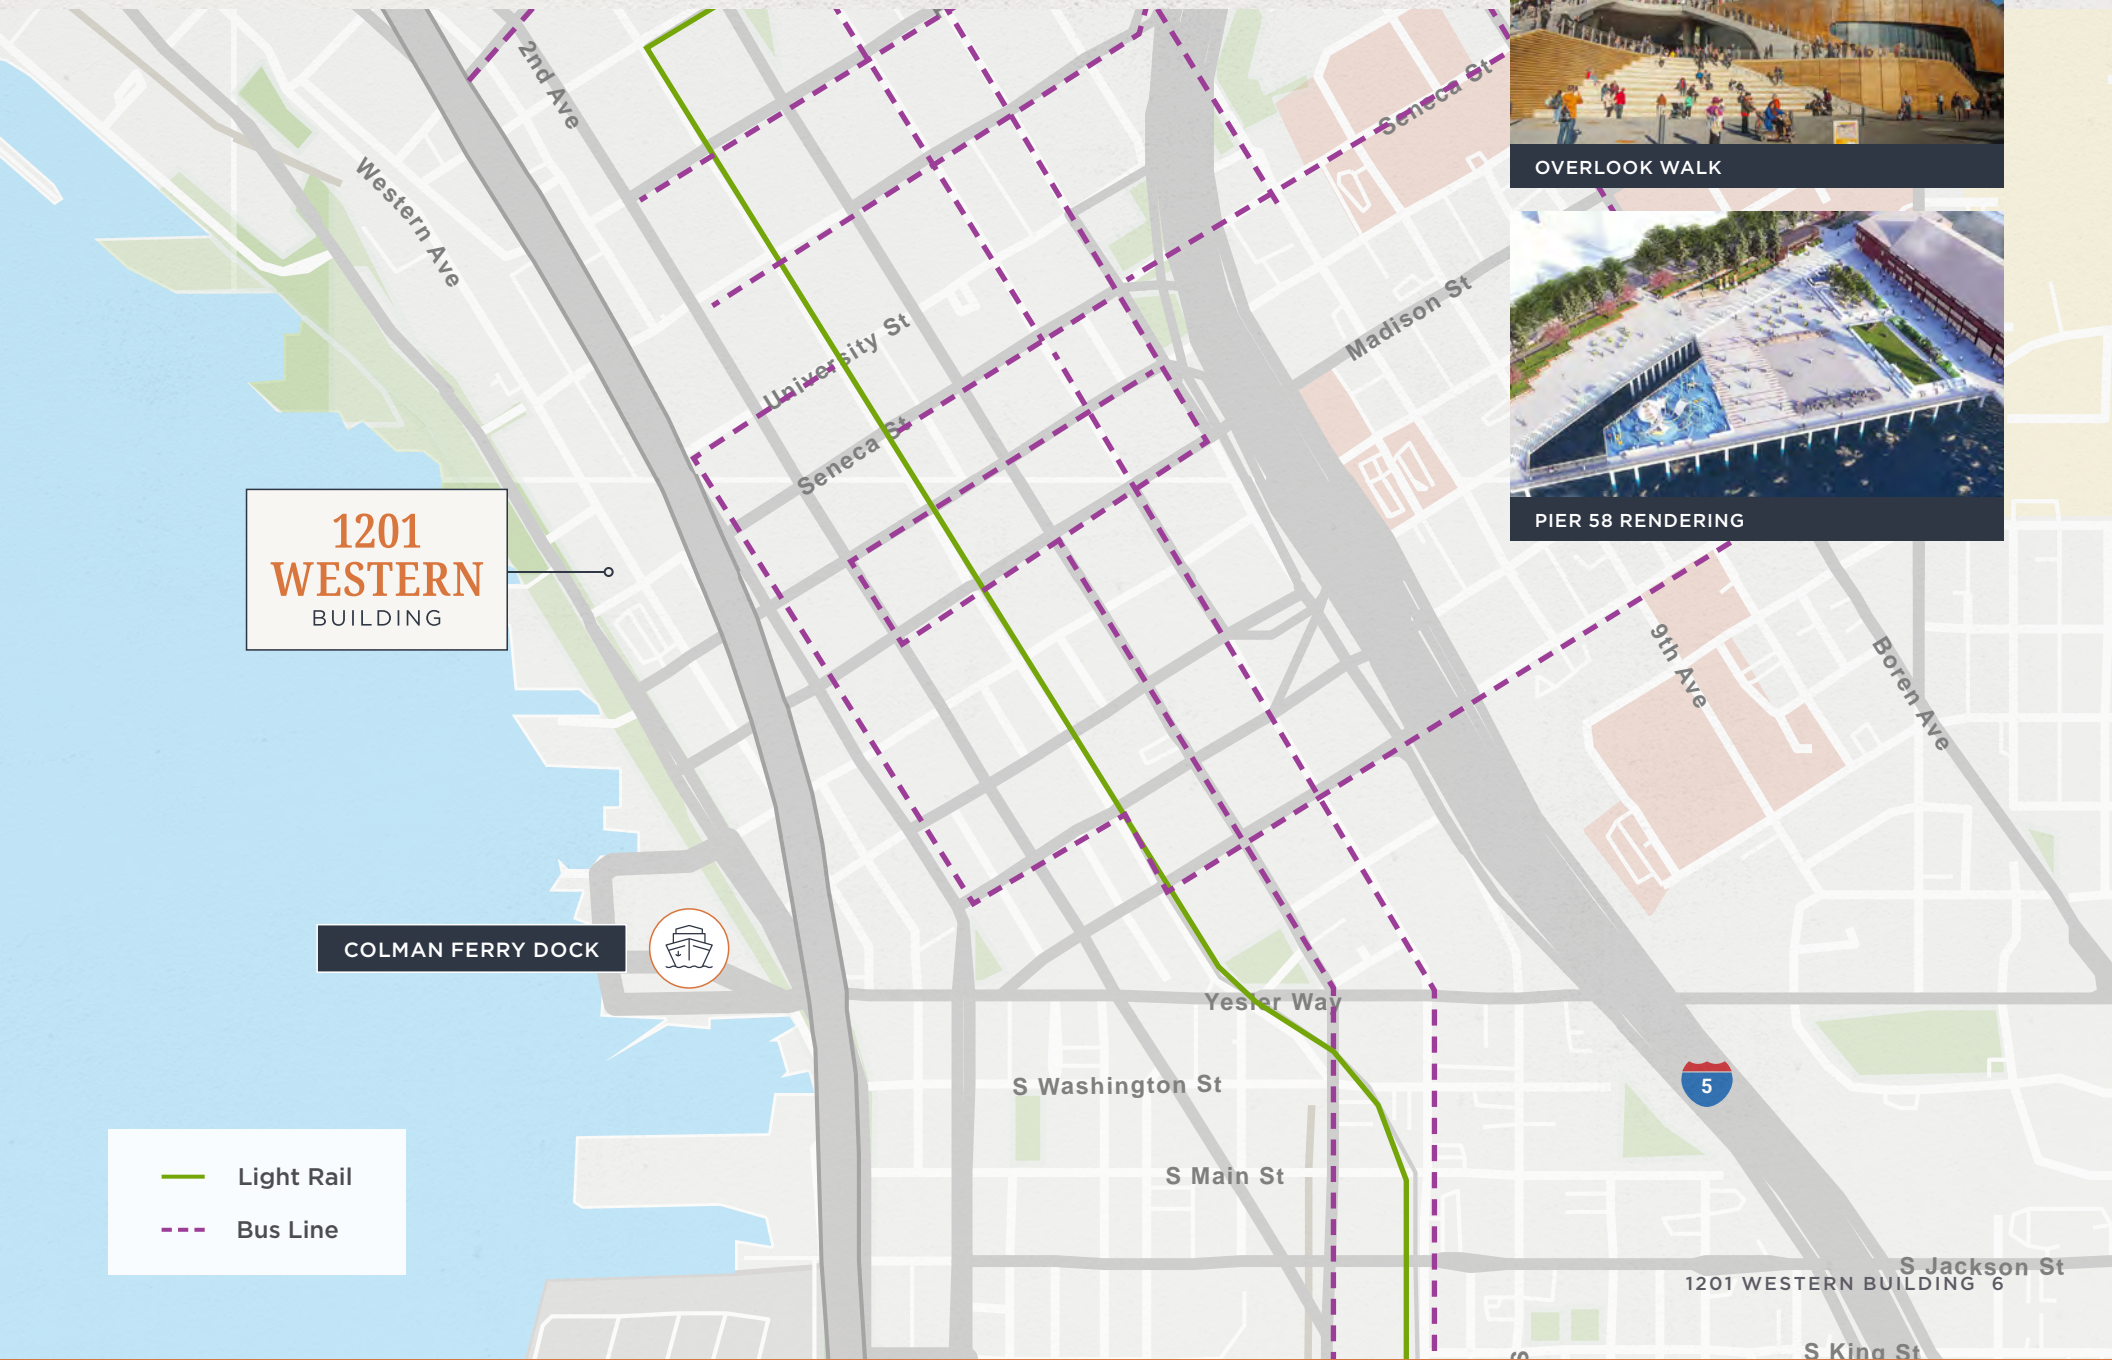 2nd Ave
Western Ave
Seneca St
OVERLOOK WALK
Madison St
University St
Seneca St
PIER 58 RENDERING
1201
WESTERN
BUILDING
9th Ave
Boren Ave
COLMAN FERRY DOCK
Yesler Way
S Washington St
5
Light Rail
S Main St
Bus Line
S Jackson St
1201 WESTERN BUILDING 6
S King St